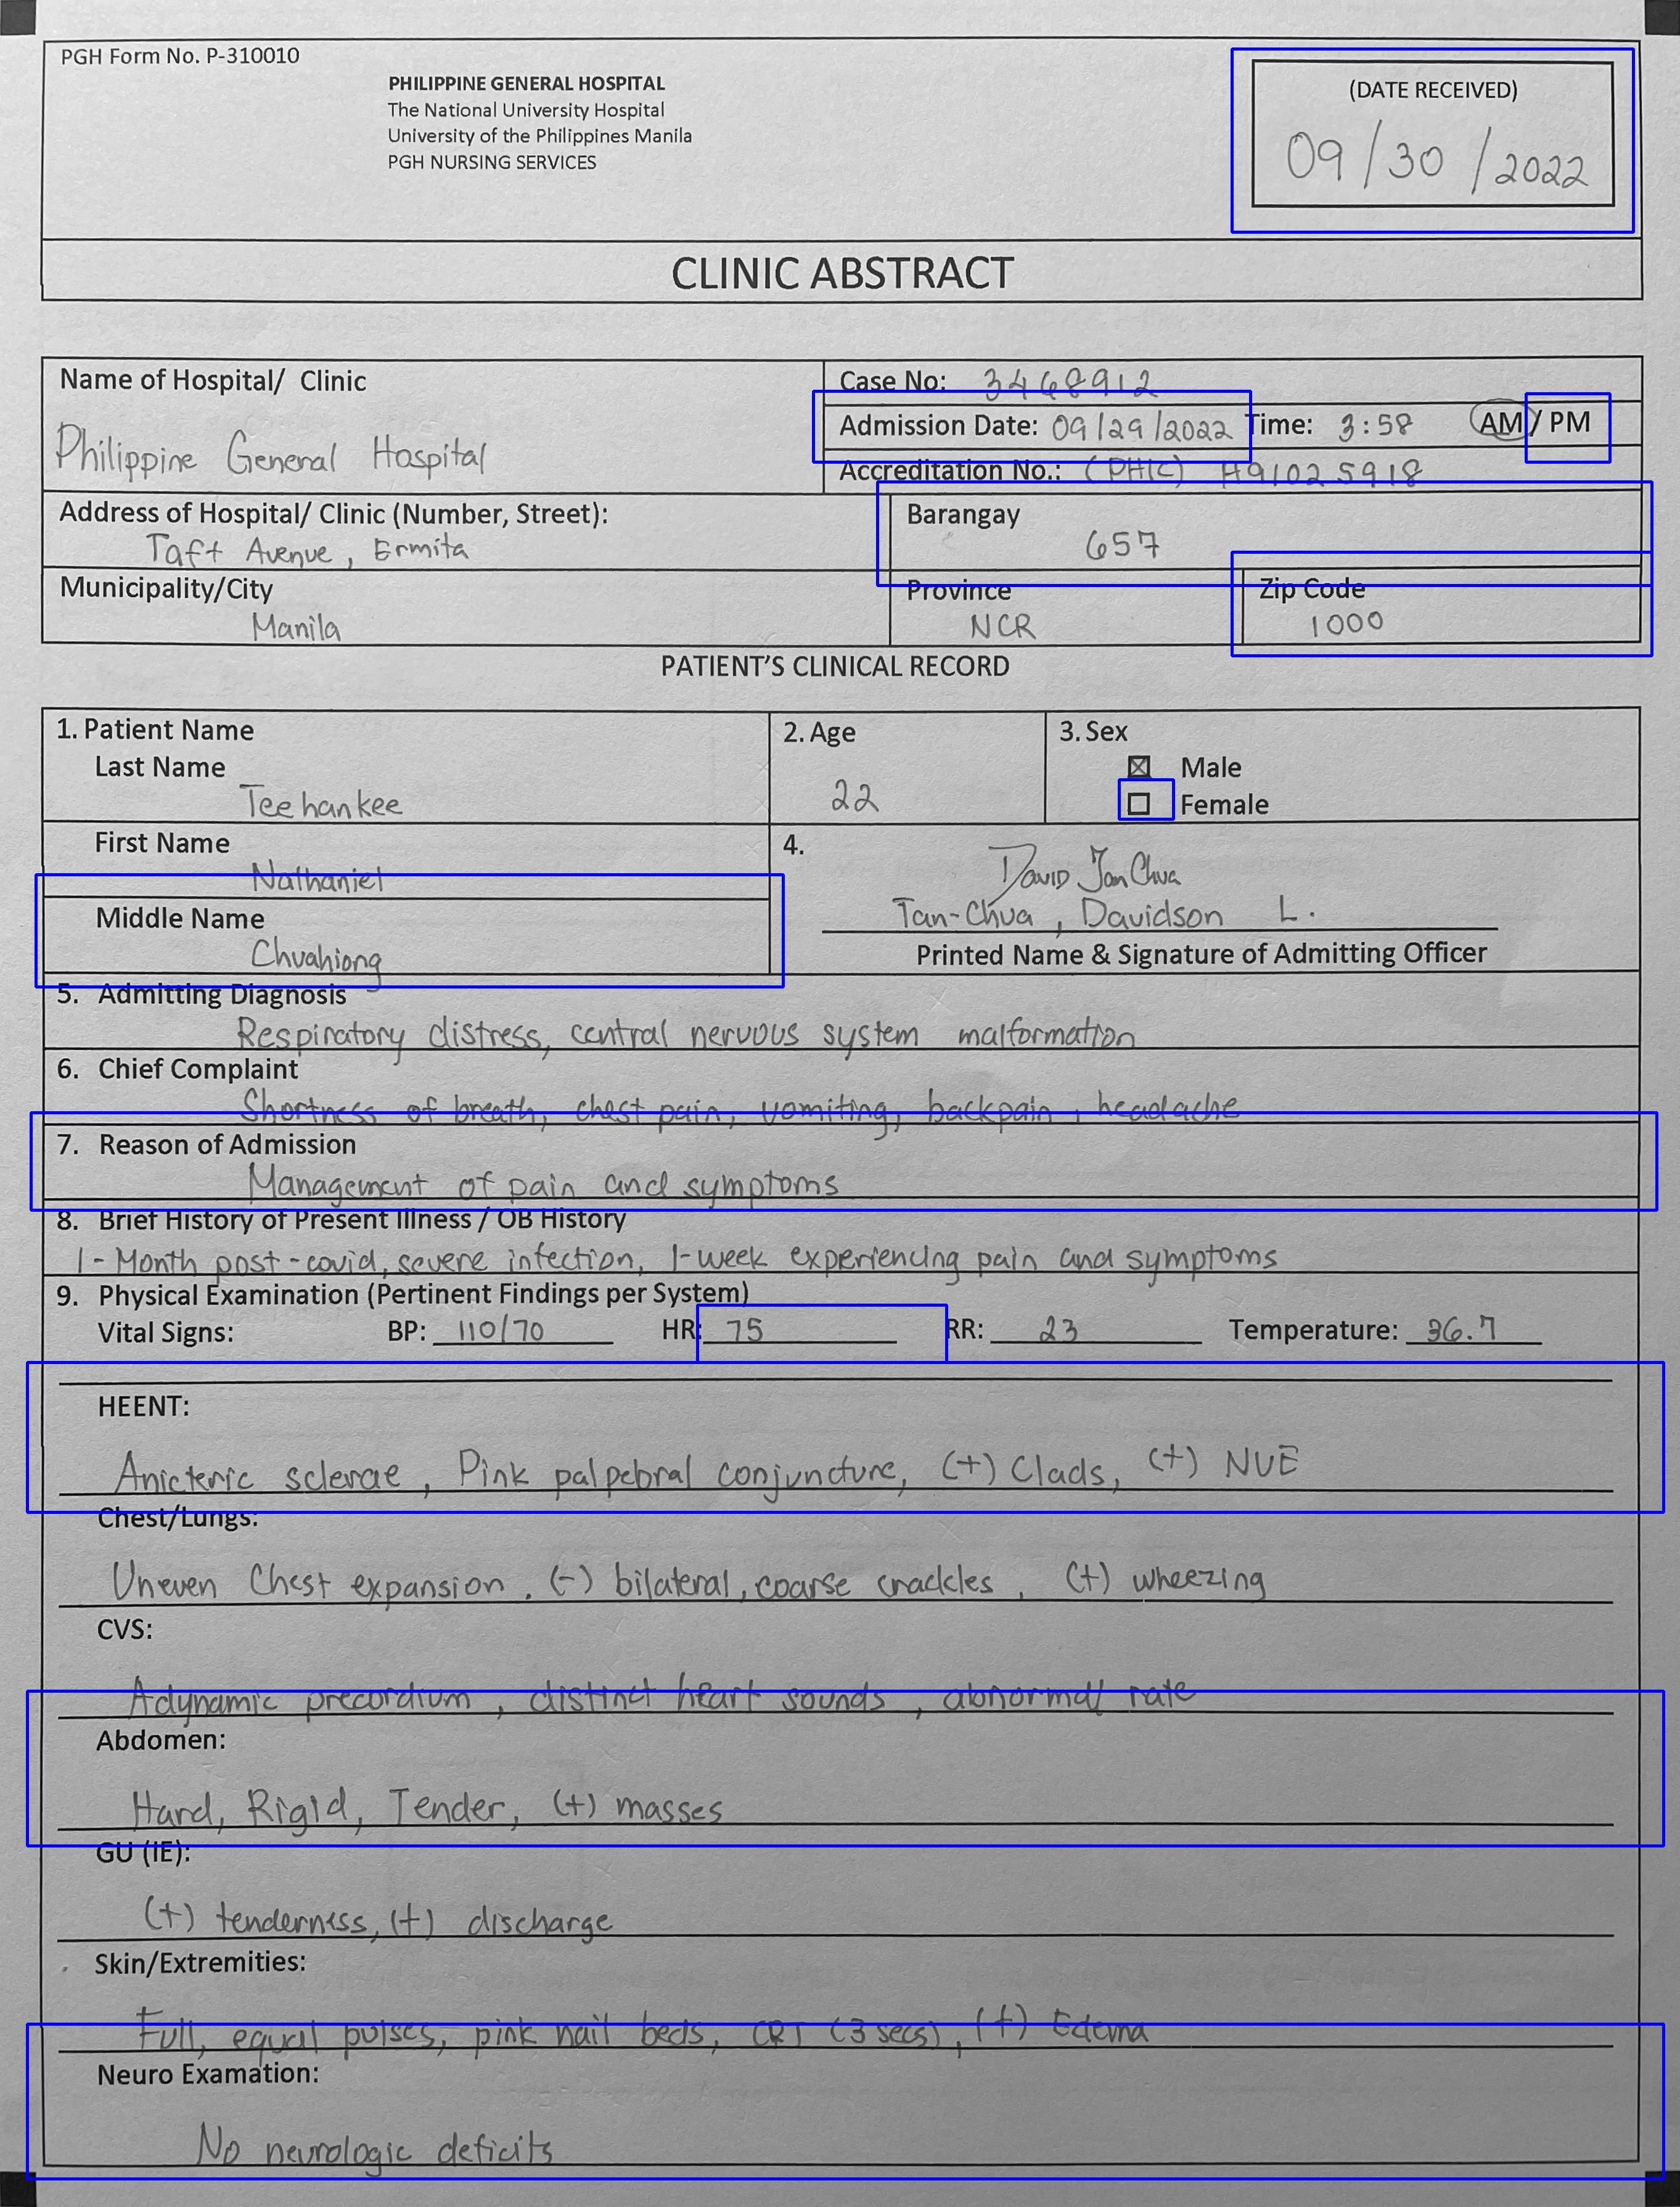 PGH Form No. P-310010
PHILIPPINE GENERAL HOSPITAL
The National University Hospital
University of the Philippines Manila
PGH NURSING SERVICES
(DATE RECEIVED)
09/30/2022
CLINIC ABSTRACT
Name of Hospital/ Clinic
Philippine General Hospital
Case No: 3468912
Admission Date: 09/29/2022 Time: 3:58 AM / PM
Accreditation No.: (PHIC) H91025918
Address of Hospital/ Clinic (Number, Street):
Taft Avenue, Ermita
Barangay
657
Municipality/City
Manila
Province
NCR
Zip Code
1000
PATIENT'S CLINICAL RECORD
1. Patient Name
Last Name
Teehankee
2. Age
22
3. Sex
Male
Female
First Name
Nathaniel
Middle Name
Chuahiong
4.
David Tan Chua
Tan-Chua, Davidson L.
Printed Name & Signature of Admitting Officer
5. Admitting Diagnosis
Respiratory distress, central nervous system malformation
6. Chief Complaint
Shortness of breath, chest pain, vomiting, backpain, headache
7. Reason of Admission
Management of pain and symptoms
8. Brief History of Present Illness / OB History
1-Month post-covid, severe infection, 1-week experiencing pain and symptoms
9. Physical Examination (Pertinent Findings per System)
Vital Signs: BP: 110/70 HR: 75 RR: 23 Temperature: 36.7
HEENT:
Anicteric sclerae, Pink palpebral conjuncture, (+) Clads, (+) NUE
Chest/Lungs:
Uneven Chest expansion, (-) bilateral, coarse crackles, (+) wheezing
CVS:
Adynamic precordium, distinct heart sounds, abnormal rate
Abdomen:
Hard, Rigid, Tender, (+) masses
GU (IE):
(+) tenderness, (+) discharge
Skin/Extremities:
Full, equal pulses, pink nail beds, CRT (3 secs), (+) Edema
Neuro Examation:
No neurologic deficits